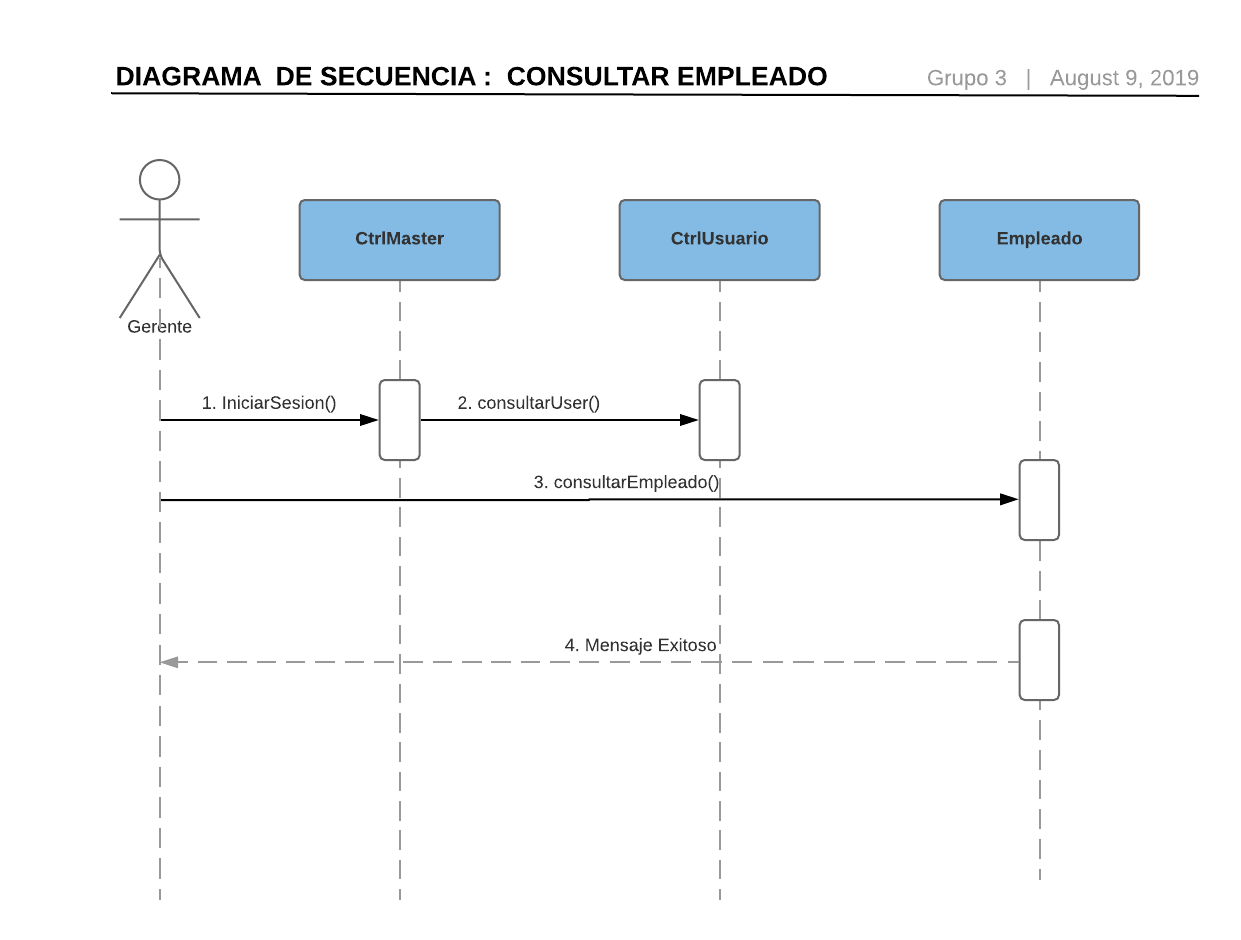 DIAGRAMA DE SECUENCIA : CONSULTAR EMPLEADO
Grupo 3 | August 9, 2019
CtrlMaster
CtrlUsuario
Empleado
Gerente
1. IniciarSesion()
2. consultarUser()
3. consultarEmpleado()
4. Mensaje Exitoso